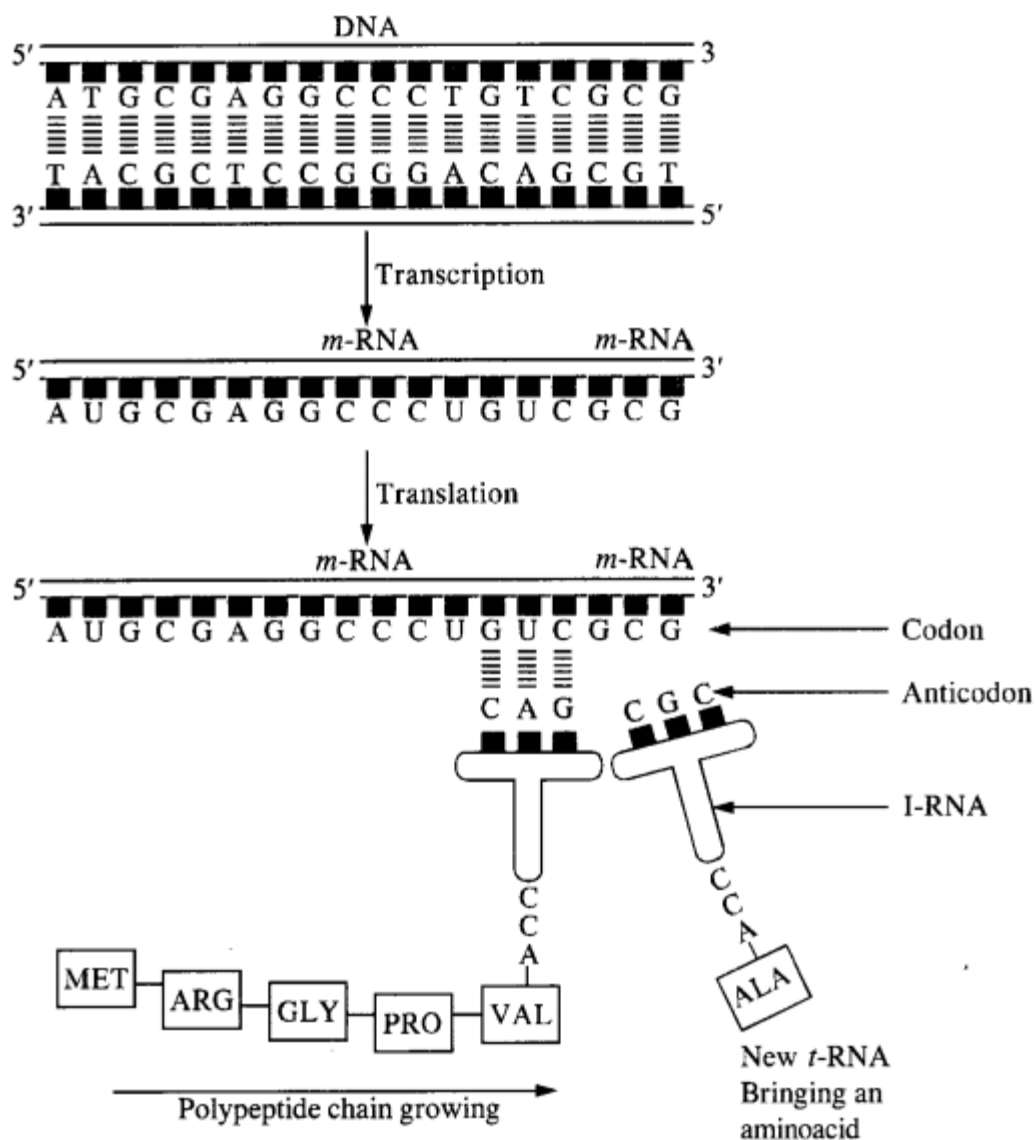 DNA
5′ 3
A T G C G A G G C C C T G T C G C G
T A C G C T C C G G G A C A G C G T
3′ 5′
Transcription
m-RNA m-RNA
5′ 3′
A U G C G A G G C C C U G U C G C G
Translation
m-RNA m-RNA
5′ 3′
A U G C G A G G C C C U G U C G C G
Codon
C A G
C G C
Anticodon
I-RNA
C
C
A
C
C
A
MET
ARG
GLY
PRO
VAL
ALA
Polypeptide chain growing
New t-RNA
Bringing an
aminoacid